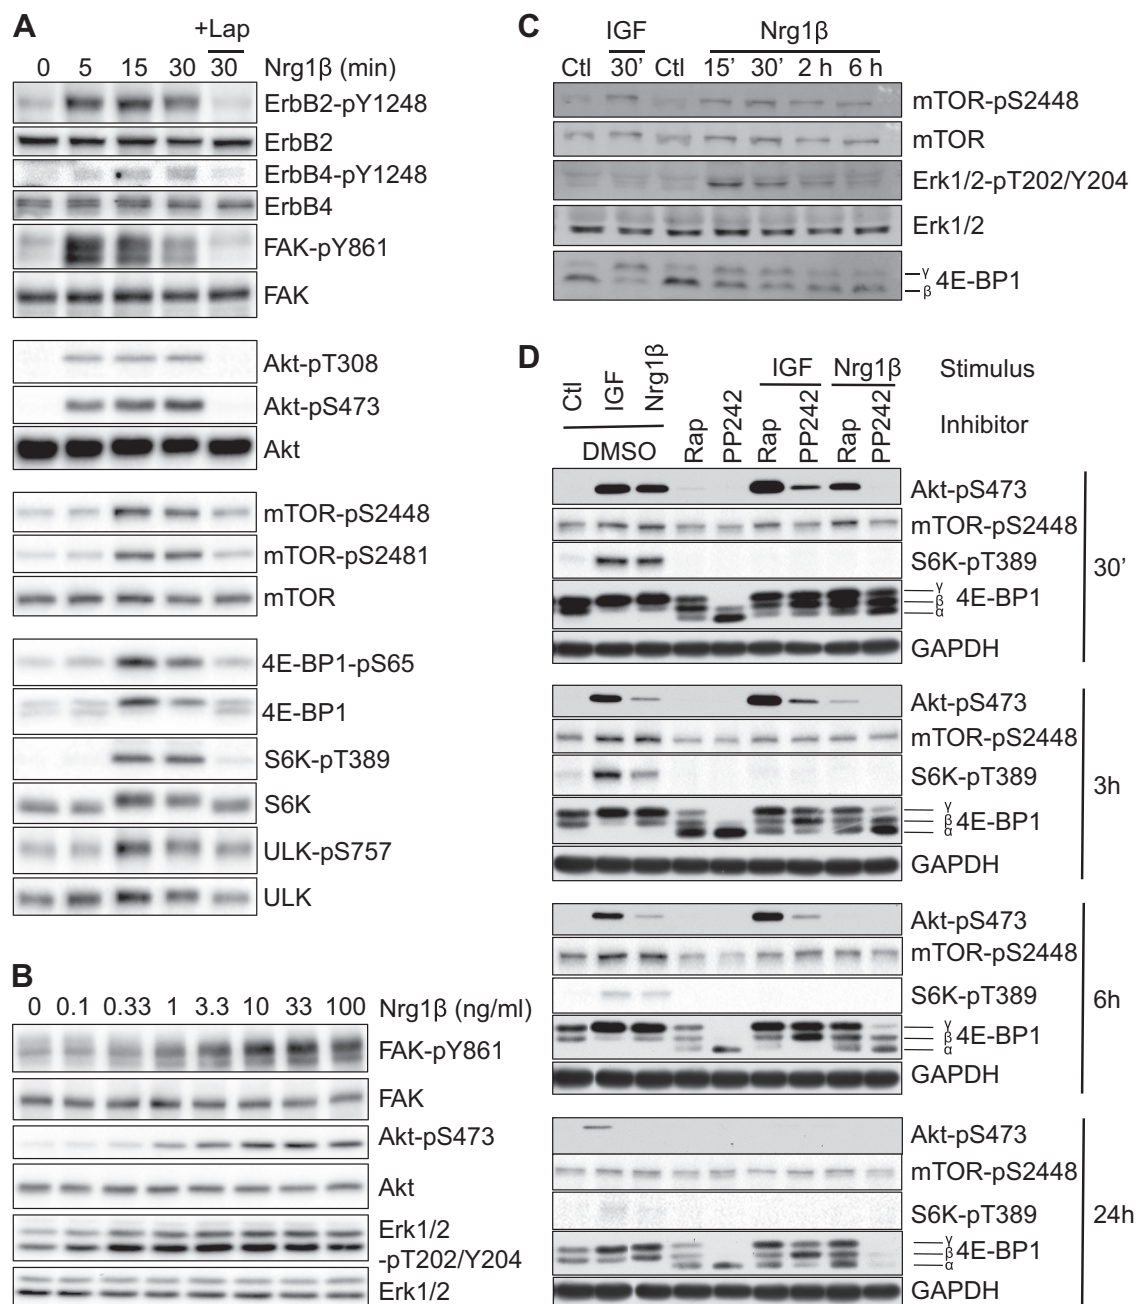 A
+Lap
0 5 15 30 30 Nrg1β (min)
ErbB2-pY1248
ErbB2
ErbB4-pY1248
ErbB4
FAK-pY861
FAK
Akt-pT308
Akt-pS473
Akt
mTOR-pS2448
mTOR-pS2481
mTOR
4E-BP1-pS65
4E-BP1
S6K-pT389
S6K
ULK-pS757
ULK
B
0 0.1 0.33 1 3.3 10 33 100 Nrg1β (ng/ml)
FAK-pY861
FAK
Akt-pS473
Akt
Erk1/2
-pT202/Y204
Erk1/2
C
IGF Nrg1β
Ctl 30’ Ctl 15’ 30’ 2 h 6 h
mTOR-pS2448
mTOR
Erk1/2-pT202/Y204
Erk1/2
γ
β
4E-BP1
D
Ctl IGF Nrg1β
DMSO
Rap PP242
IGF Nrg1β Stimulus
Rap PP242 Rap PP242 Inhibitor
Akt-pS473
mTOR-pS2448
S6K-pT389
γ
β
α
4E-BP1
GAPDH
30’
Akt-pS473
mTOR-pS2448
S6K-pT389
γ
β
α
4E-BP1
GAPDH
3h
Akt-pS473
mTOR-pS2448
S6K-pT389
γ
β
α
4E-BP1
GAPDH
6h
Akt-pS473
mTOR-pS2448
S6K-pT389
γ
β
α
4E-BP1
GAPDH
24h